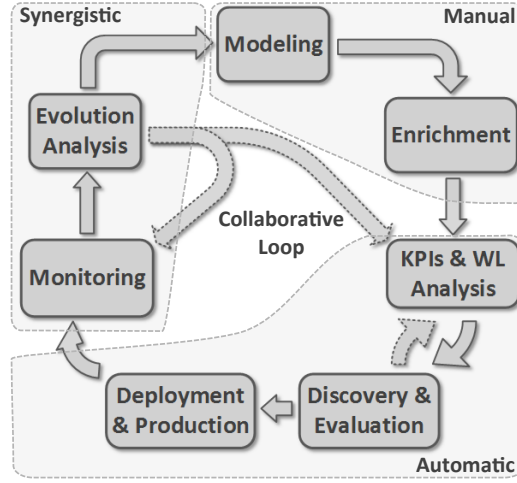 Synergistic
Manual
Modeling
Evolution
Analysis
Enrichment
Collaborative
Loop
Monitoring
KPIs & WL
Analysis
Deployment
& Production
Discovery &
Evaluation
Automatic